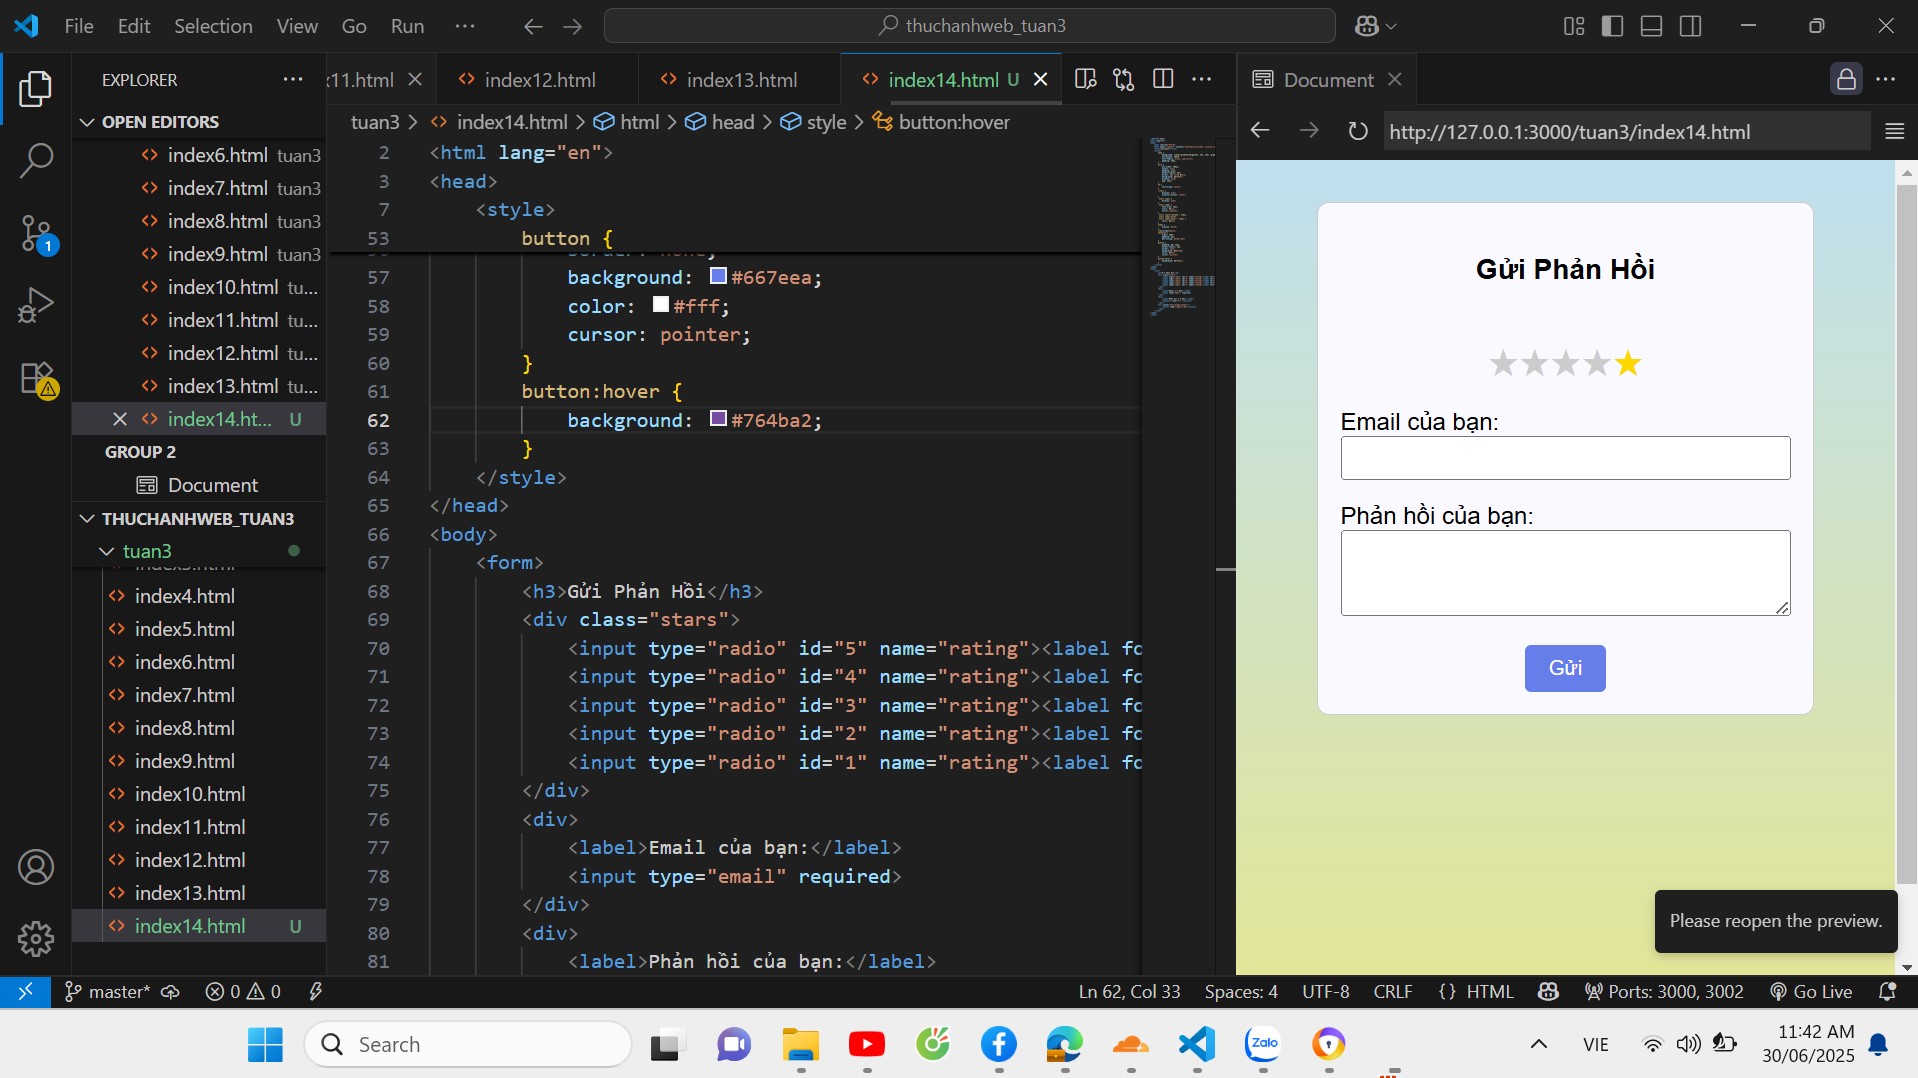 File Edit Selection View Go Run
thuchanhweb_tuan3
EXPLORER
OPEN EDITORS
index6.html tuan3
index7.html tuan3
index8.html tuan3
index9.html tuan3
index10.html tu...
index11.html tu...
index12.html tu...
index13.html tu...
index14.ht... U
GROUP 2
Document
THUCHANHWEB_TUAN3
tuan3
index4.html
index5.html
index6.html
index7.html
index8.html
index9.html
index10.html
index11.html
index12.html
index13.html
index14.html U
x11.html index12.html index13.html index14.html U
tuan3 > index14.html > html > head > style > button:hover
2 <html lang="en">
3 <head>
7 <style>
53 button {
57 background: #667eea;
58 color: #fff;
59 cursor: pointer;
60 }
61 button:hover {
62 background: #764ba2;
63 }
64 </style>
65 </head>
66 <body>
67 <form>
68 <h3>Gửi Phản Hồi</h3>
69 <div class="stars">
70 <input type="radio" id="5" name="rating"><label fo
71 <input type="radio" id="4" name="rating"><label fo
72 <input type="radio" id="3" name="rating"><label fo
73 <input type="radio" id="2" name="rating"><label fo
74 <input type="radio" id="1" name="rating"><label fo
75 </div>
76 <div>
77 <label>Email của bạn:</label>
78 <input type="email" required>
79 </div>
80 <div>
81 <label>Phản hồi của bạn:</label>
Document
http://127.0.0.1:3000/tuan3/index14.html
Gửi Phản Hồi
★★★★★
Email của bạn:
Phản hồi của bạn:
Gửi
Please reopen the preview.
1
master* 0 0 Ln 62, Col 33 Spaces: 4 UTF-8 CRLF {} HTML Ports: 3000, 3002 Go Live
Search
Zalo
VIE
11:42 AM
30/06/2025